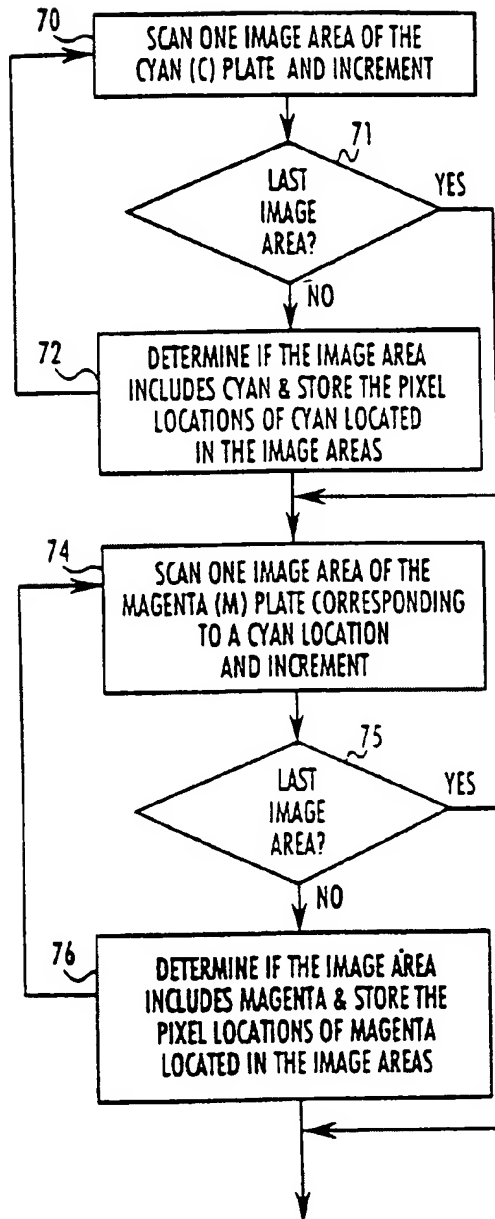 70
SCAN ONE IMAGE AREA OF THE
CYAN (C) PLATE AND INCREMENT
71
LAST
IMAGE
AREA?
YES
NO
72
DETERMINE IF THE IMAGE AREA
INCLUDES CYAN & STORE THE PIXEL
LOCATIONS OF CYAN LOCATED
IN THE IMAGE AREAS
74
SCAN ONE IMAGE AREA OF THE
MAGENTA (M) PLATE CORRESPONDING
TO A CYAN LOCATION
AND INCREMENT
75
LAST
IMAGE
AREA?
YES
NO
76
DETERMINE IF THE IMAGE AREA
INCLUDES MAGENTA & STORE THE
PIXEL LOCATIONS OF MAGENTA
LOCATED IN THE IMAGE AREAS